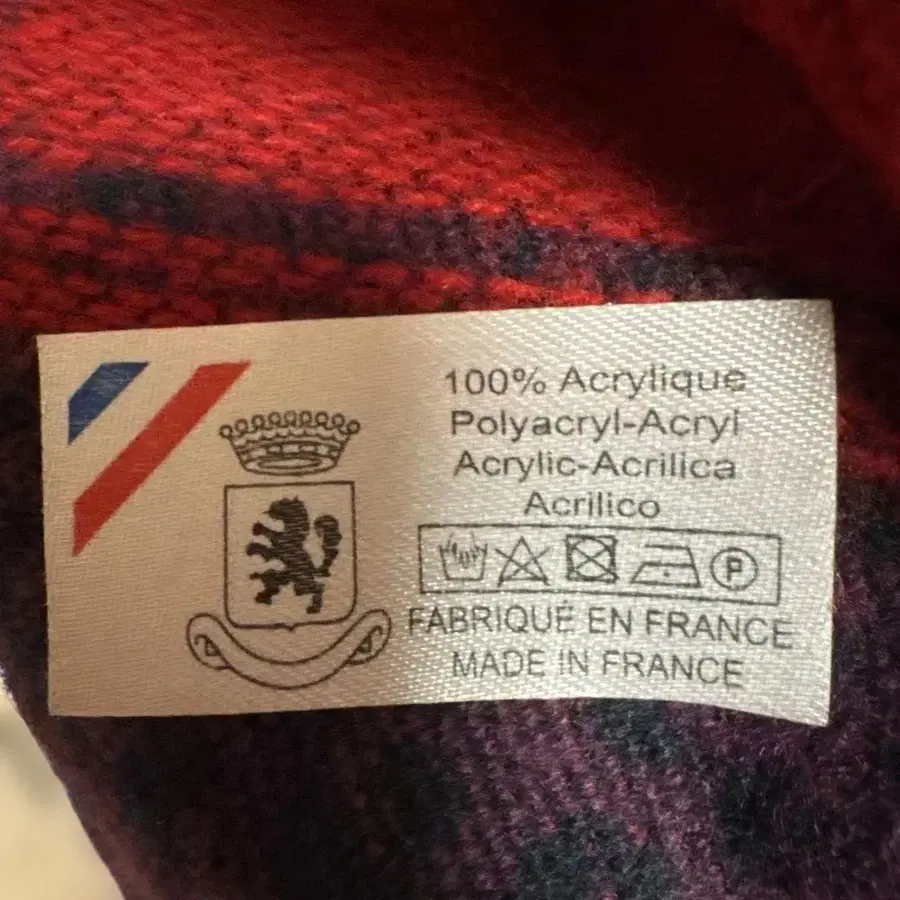 100% Acrylique
Polyacryl-Acryl
Acrylic-Acrilica
Acrilico
P
FABRIQUÉ EN FRANCE
MADE IN FRANCE